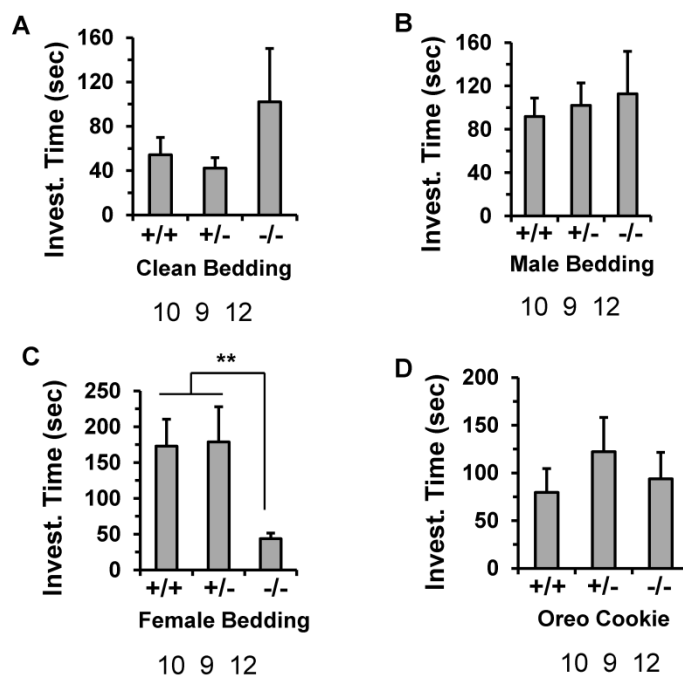 A
Invest. Time (sec)
160
120
80
40
0
+/+ +/- -/-
Clean Bedding
10 9 12
B
Invest. Time (sec)
160
120
80
40
0
+/+ +/- -/-
Male Bedding
10 9 12
C
**
Invest. Time (sec)
250
200
150
100
50
0
+/+ +/- -/-
Female Bedding
10 9 12
D
Invest. Time (sec)
200
150
100
50
0
+/+ +/- -/-
Oreo Cookie
10 9 12